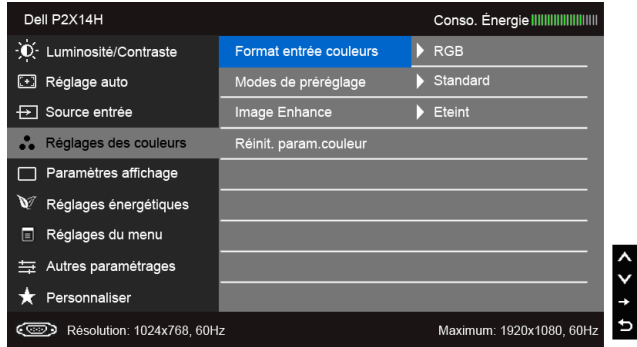 Dell P2X14H Conso. Énergie
Luminosité/Contraste Format entrée couleurs RGB
Réglage auto Modes de préréglage Standard
Source entrée Image Enhance Eteint
Réglages des couleurs Réinit. param.couleur
Paramètres affichage
Réglages énergétiques
Réglages du menu
Autres paramétrages
Personnaliser
Résolution: 1024x768, 60Hz Maximum: 1920x1080, 60Hz